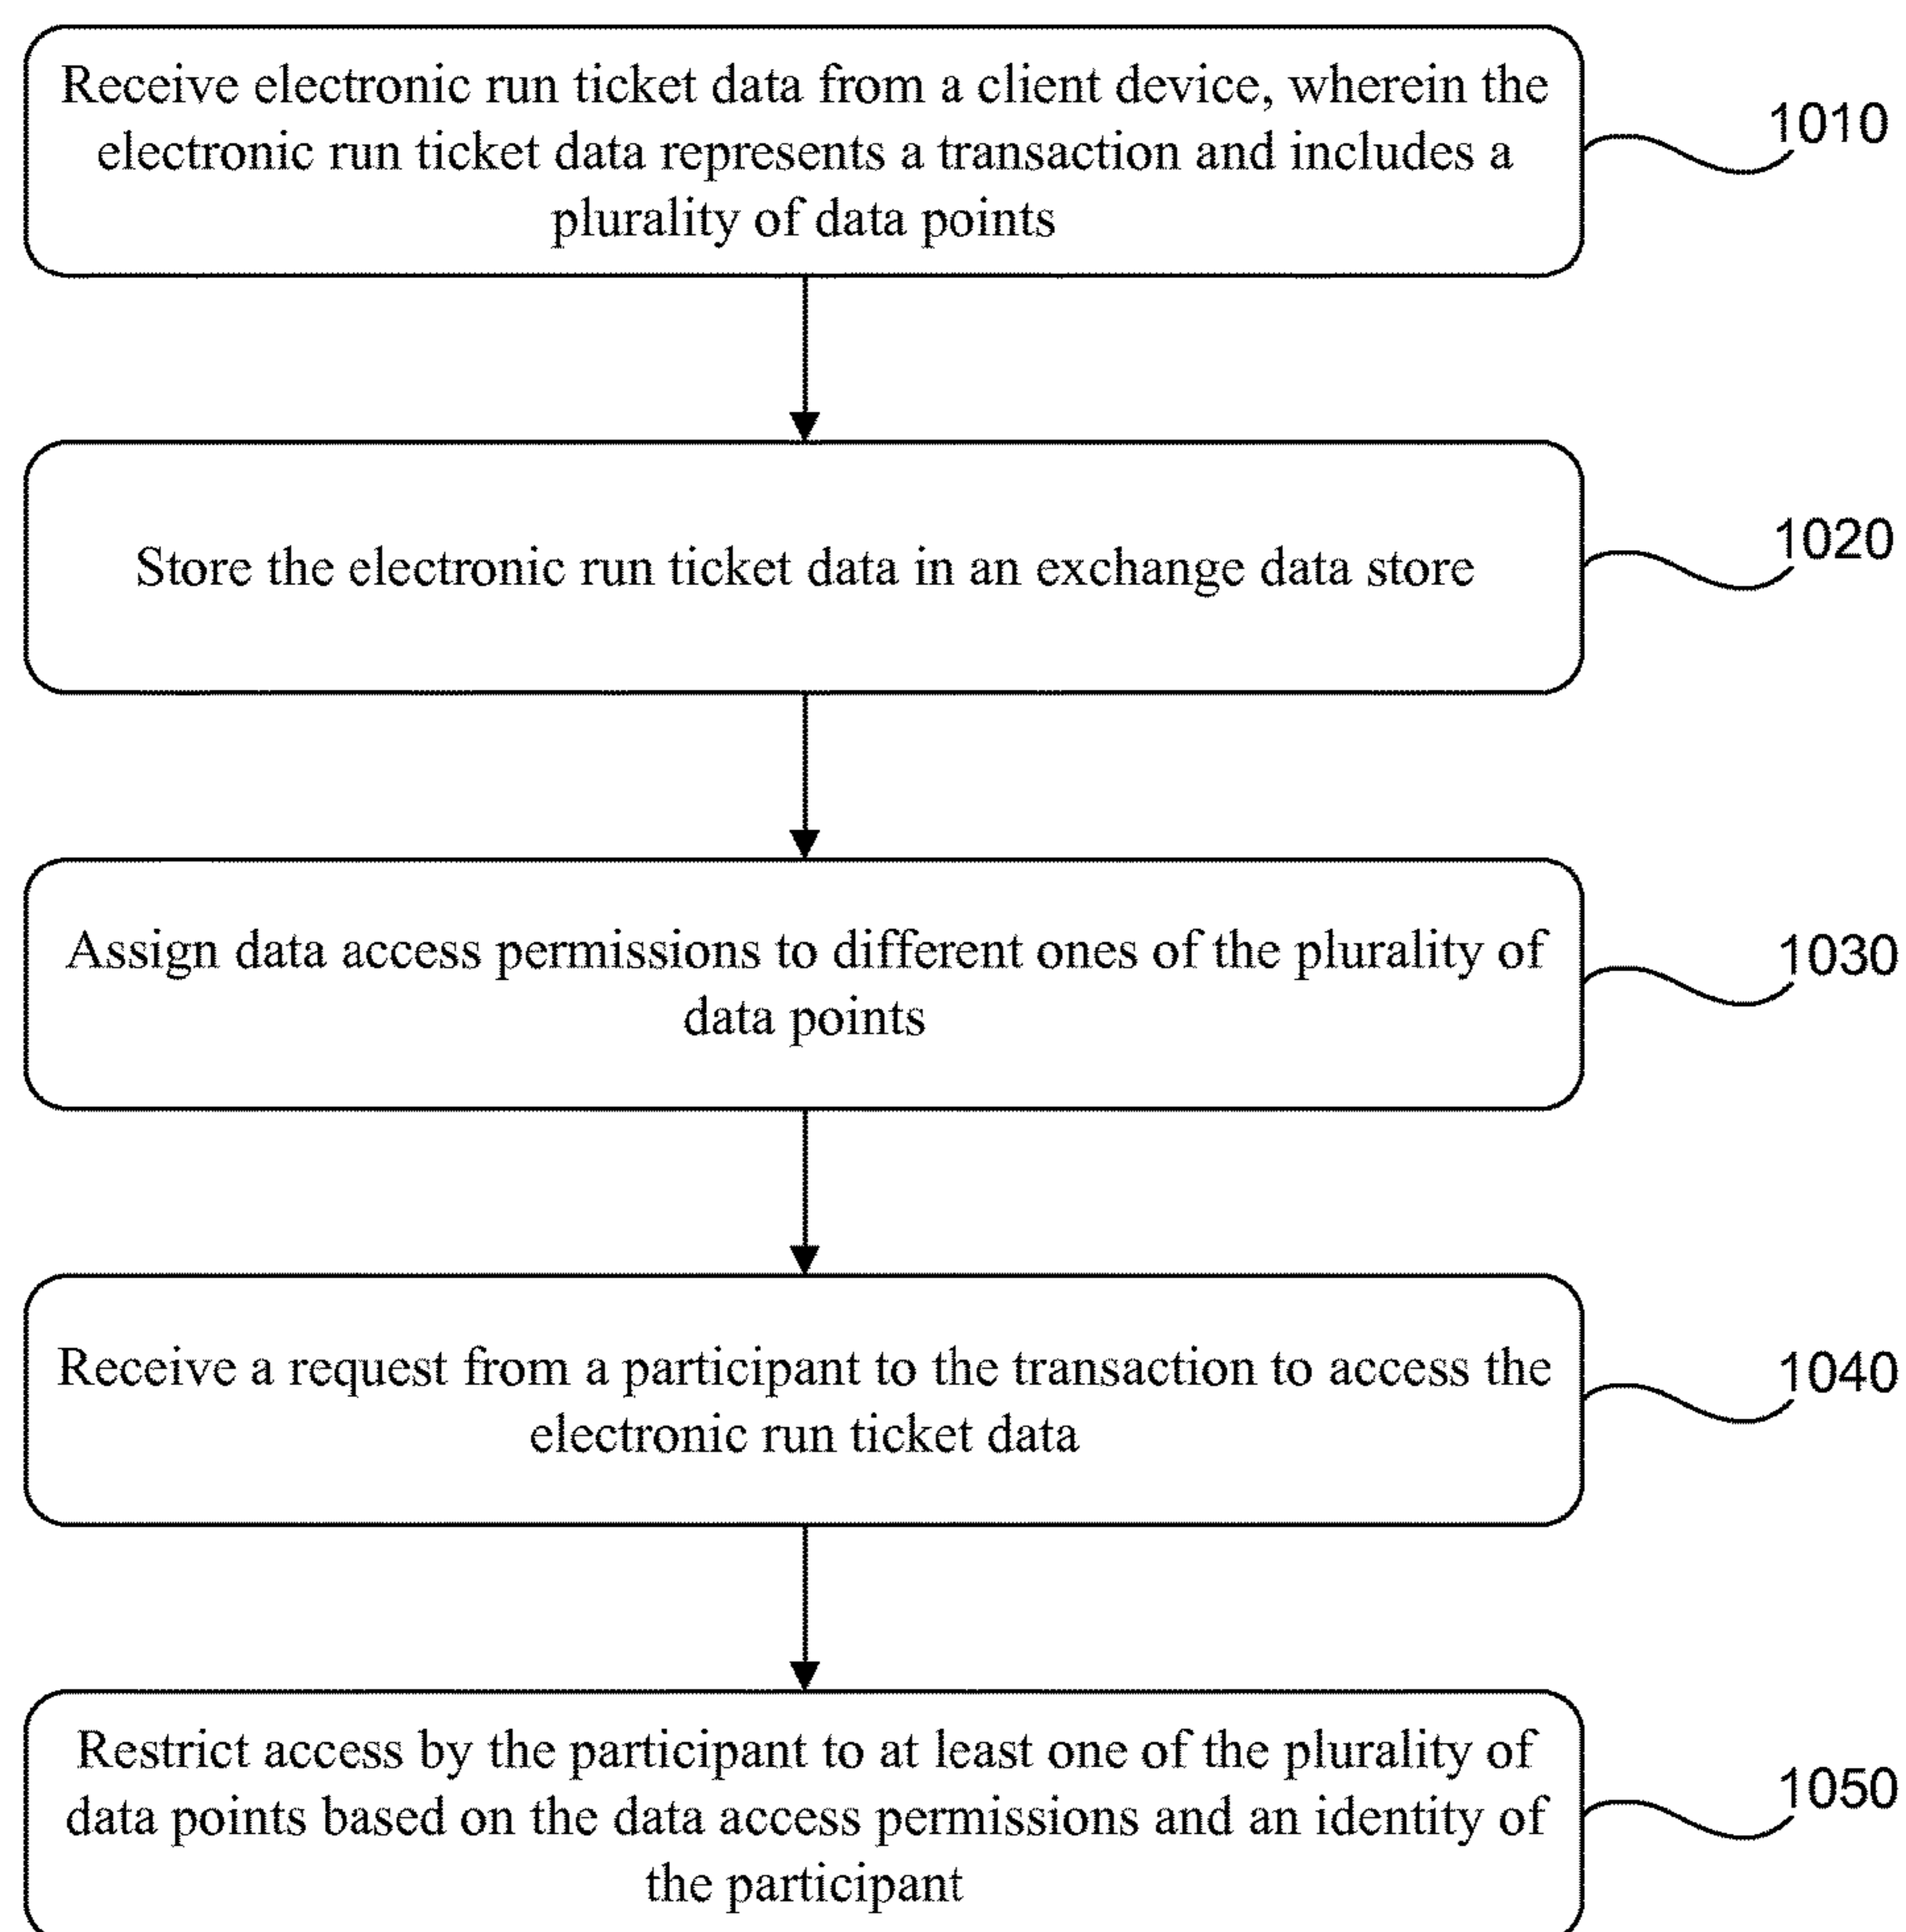 Receive electronic run ticket data from a client device, wherein the
electronic run ticket data represents a transaction and includes a
plurality of data points
1010
Store the electronic run ticket data in an exchange data store
1020
Assign data access permissions to different ones of the plurality of
data points
1030
Receive a request from a participant to the transaction to access the
electronic run ticket data
1040
Restrict access by the participant to at least one of the plurality of
data points based on the data access permissions and an identity of
the participant
1050